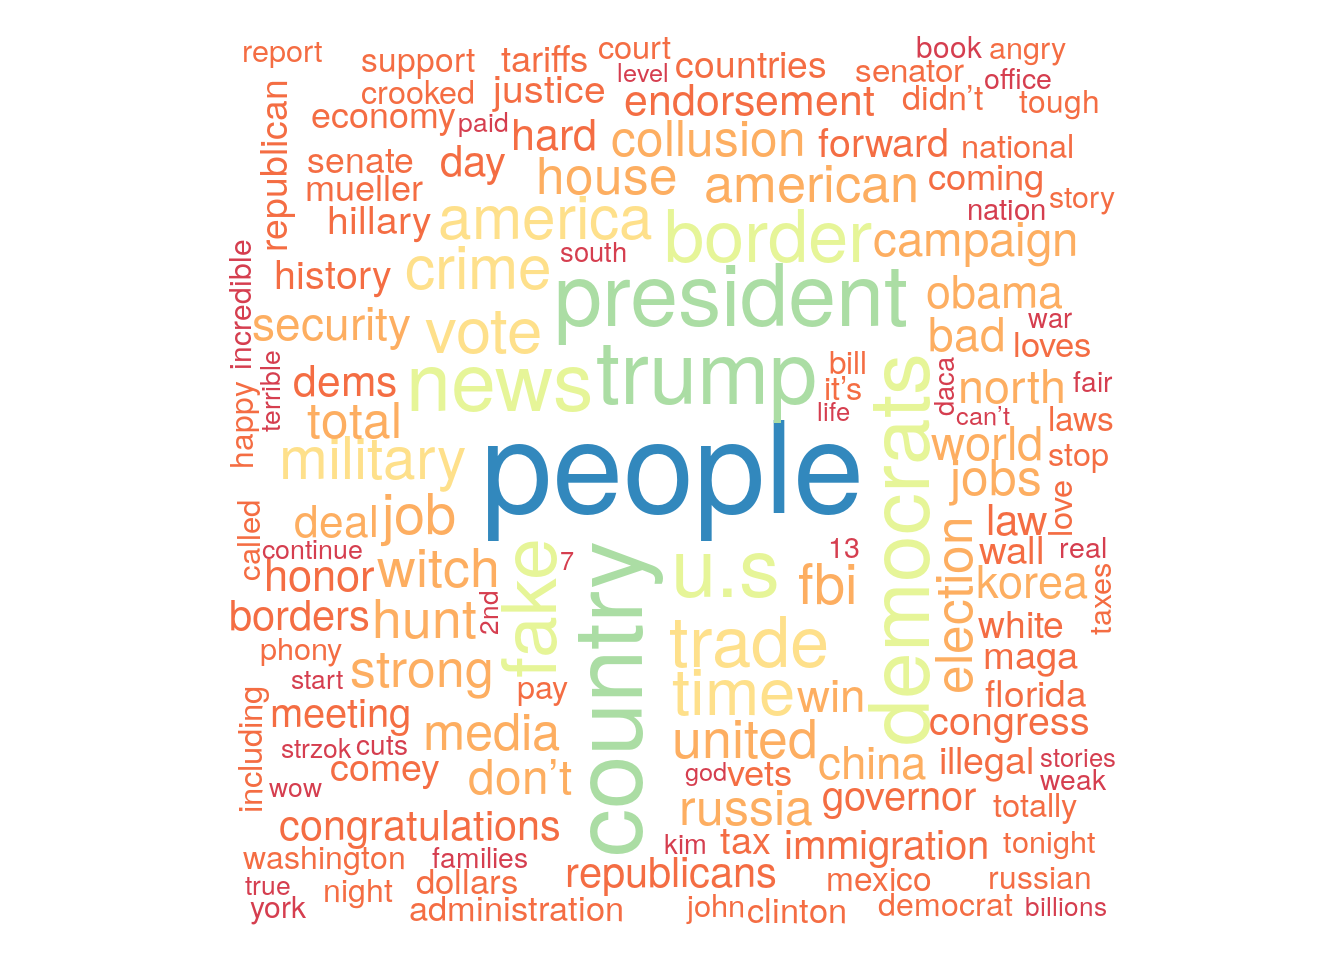 report
support
tariffs
court
level
countries
book
angry
senator
office
crooked
justice
endorsement
didn’t
tough
republican
economy
paid
hard
collusion
forward
national
senate
day
house
american
coming
mueller
nation
story
hillary
america
border
campaign
south
incredible
history
crime
president
obama
security
vote
war
bad
loves
terrible
dems
news
trump
bill
it’s
democrats
daca
north
fair
happy
total
life
can’t
laws
military
people
world
stop
jobs
called
deal
job
law
love
continue
fake
7
country
u.s
13
election
wall
real
honor
witch
fbi
korea
taxes
borders
hunt
2nd
trade
white
phony
strong
maga
start
pay
time
win
florida
including
meeting
media
united
congress
strzok
cuts
comey
don’t
god
vets
china
illegal
stories
weak
wow
russia
governor
totally
congratulations
kim
tax
immigration
tonight
washington
families
true
night
dollars
republicans
mexico
russian
york
administration
john
clinton
democrat
billions